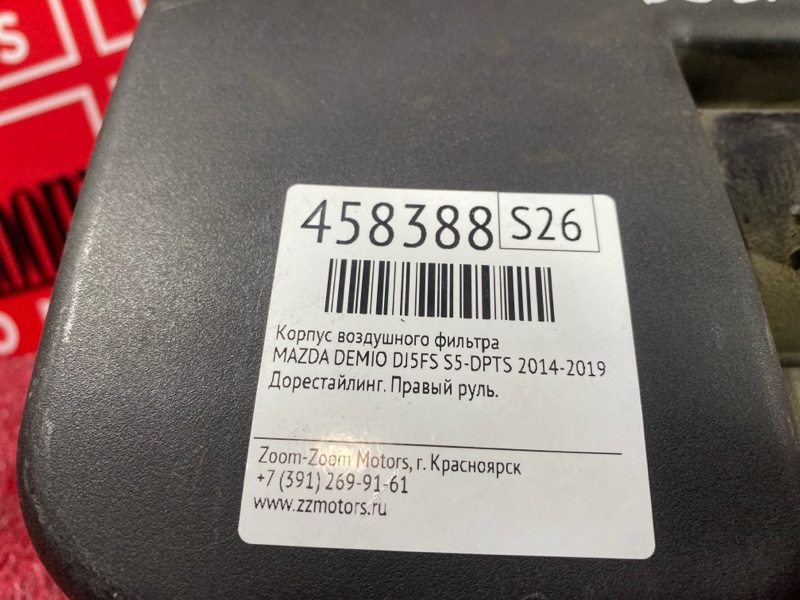 458388 S26
Корпус воздушного фильтра
MAZDA DEMIO DJ5FS S5-DPTS 2014-2019
Дорестайлинг. Правый руль.
Zoom-Zoom Motors, г. Красноярск
+7 (391) 269-91-61
www.zzmotors.ru